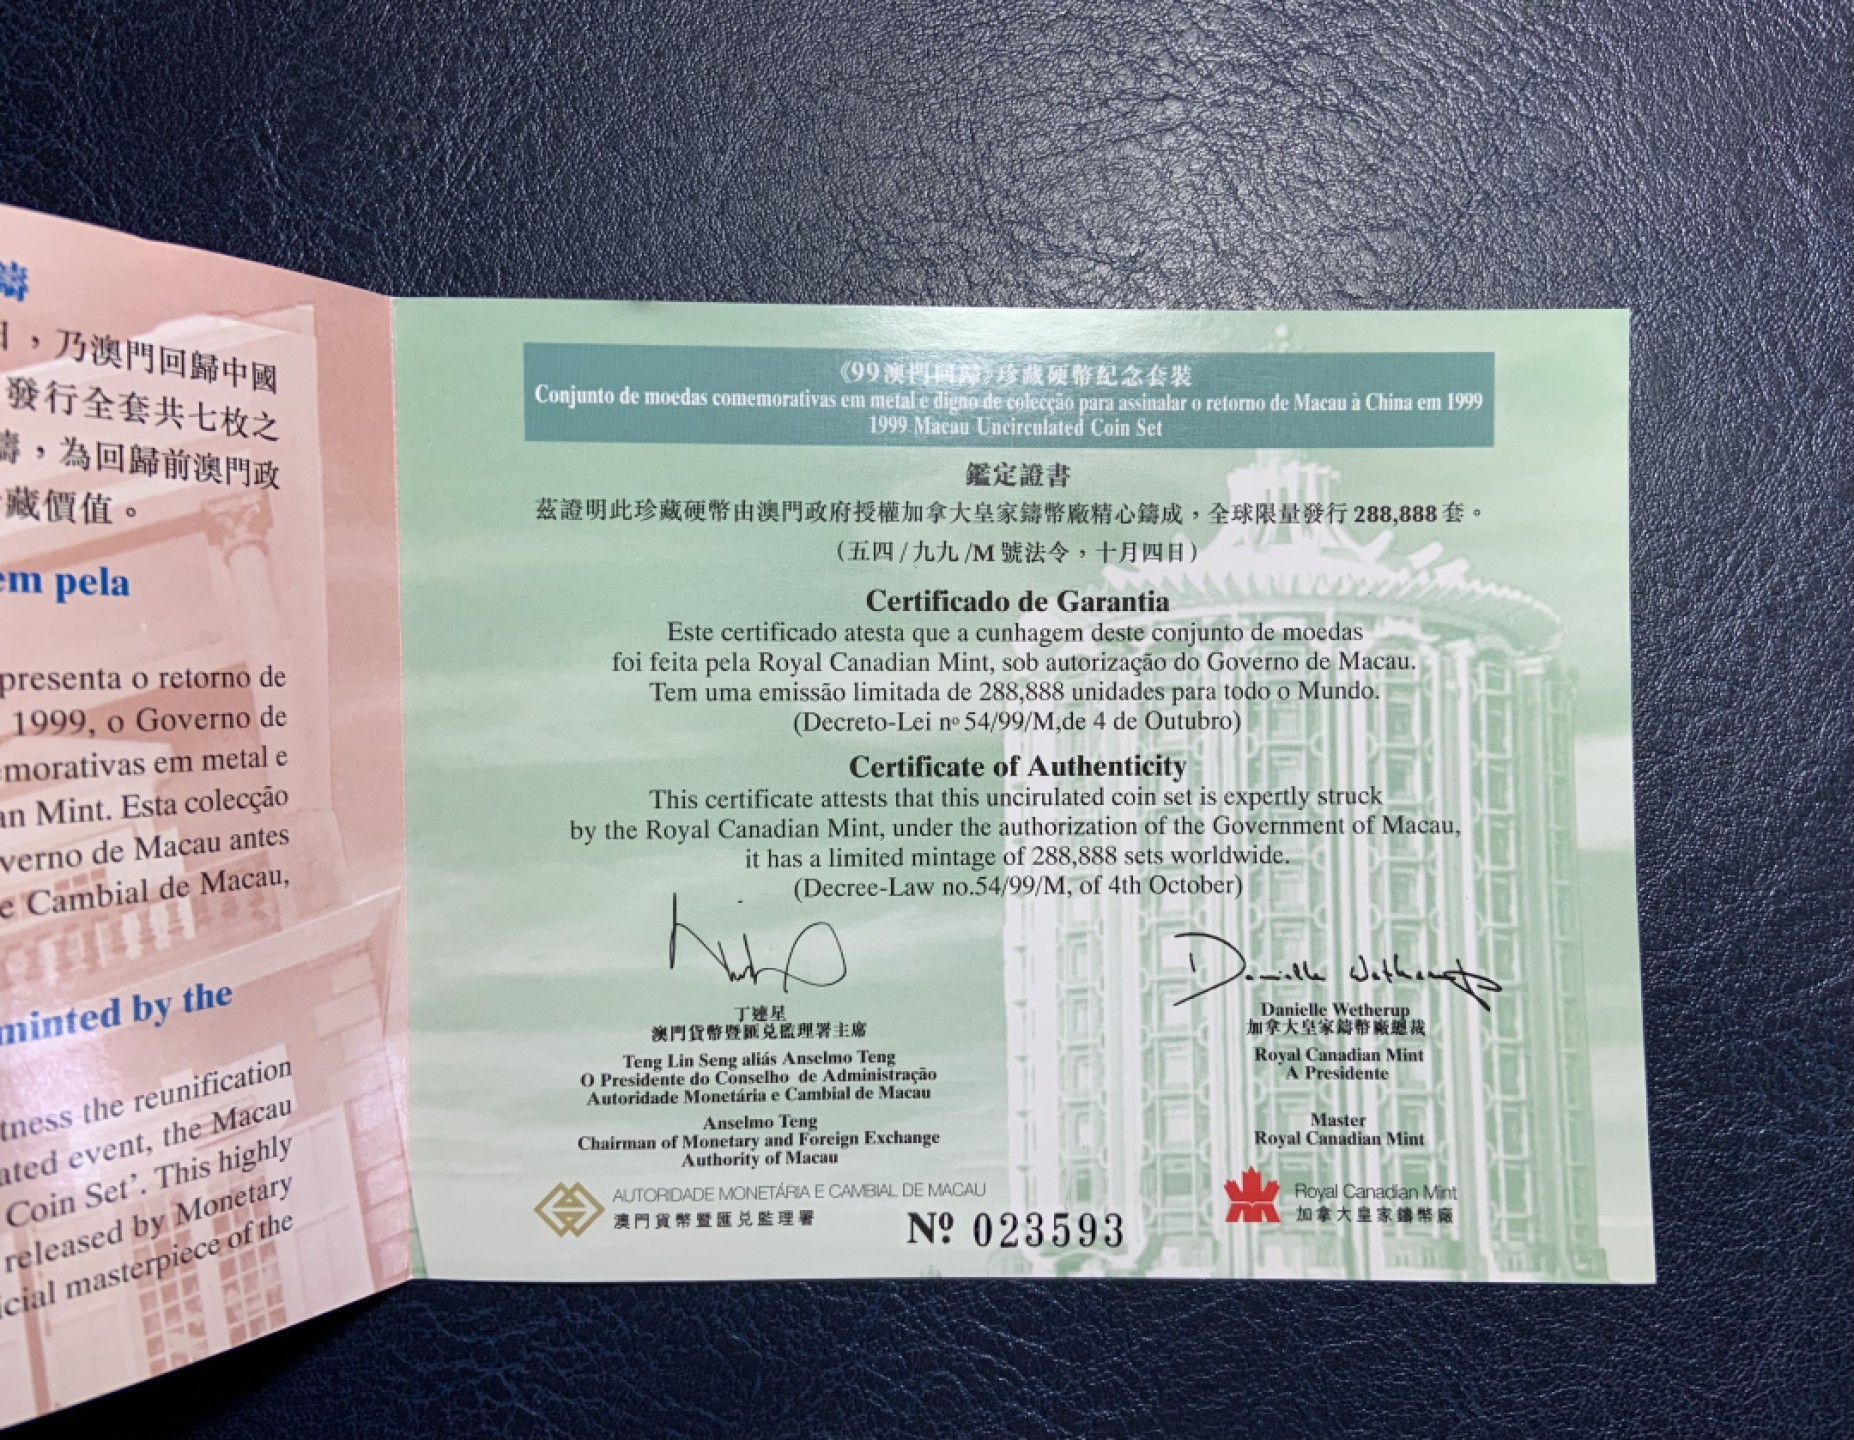 鑄
日，乃澳門回歸中國
發行全套共七枚之
鑄，為回歸前澳門政
藏價值。
em pela
presenta o retorno de
1999, o Governo de
morativas em metal e
an Mint. Esta colecção
verno de Macau antes
e Cambial de Macau,
minted by the
tness the reunification
ated event, the Macau
Coin Set’. This highly
released by Monetary
icial masterpiece of the
《99澳門回歸》珍藏硬幣紀念套裝
Conjunto de moedas comemorativas em metal e digno de colecção para assinalar o retorno de Macau à China em 1999
1999 Macau Uncirculated Coin Set
鑑定證書
茲證明此珍藏硬幣由澳門政府授權加拿大皇家鑄幣廠精心鑄成，全球限量發行 288,888 套。
（五四/九九/M 號法令，十月四日）
Certificado de Garantia
Este certificado atesta que a cunhagem deste conjunto de moedas
foi feita pela Royal Canadian Mint, sob autorização do Governo de Macau.
Tem uma emissão limitada de 288,888 unidades para todo o Mundo.
(Decreto-Lei nº 54/99/M,de 4 de Outubro)
Certificate of Authenticity
This certificate attests that this uncirulated coin set is expertly struck
by the Royal Canadian Mint, under the authorization of the Government of Macau,
it has a limited mintage of 288,888 sets worldwide.
(Decree-Law no.54/99/M, of 4th October)
Danielle Wetherup
丁連星
澳門貨幣暨匯兌監理署主席
Teng Lin Seng aliás Anselmo Teng
O Presidente do Conselho de Administração
Autoridade Monetária e Cambial de Macau
Anselmo Teng
Chairman of Monetary and Foreign Exchange
Authority of Macau
Danielle Wetherup
加拿大皇家鑄幣廠總裁
Royal Canadian Mint
A Presidente
Master
Royal Canadian Mint
AUTORIDADE MONETÁRIA E CAMBIAL DE MACAU
澳門貨幣暨匯兌監理署
Nº 023593
Royal Canadian Mint
加拿大皇家鑄幣廠